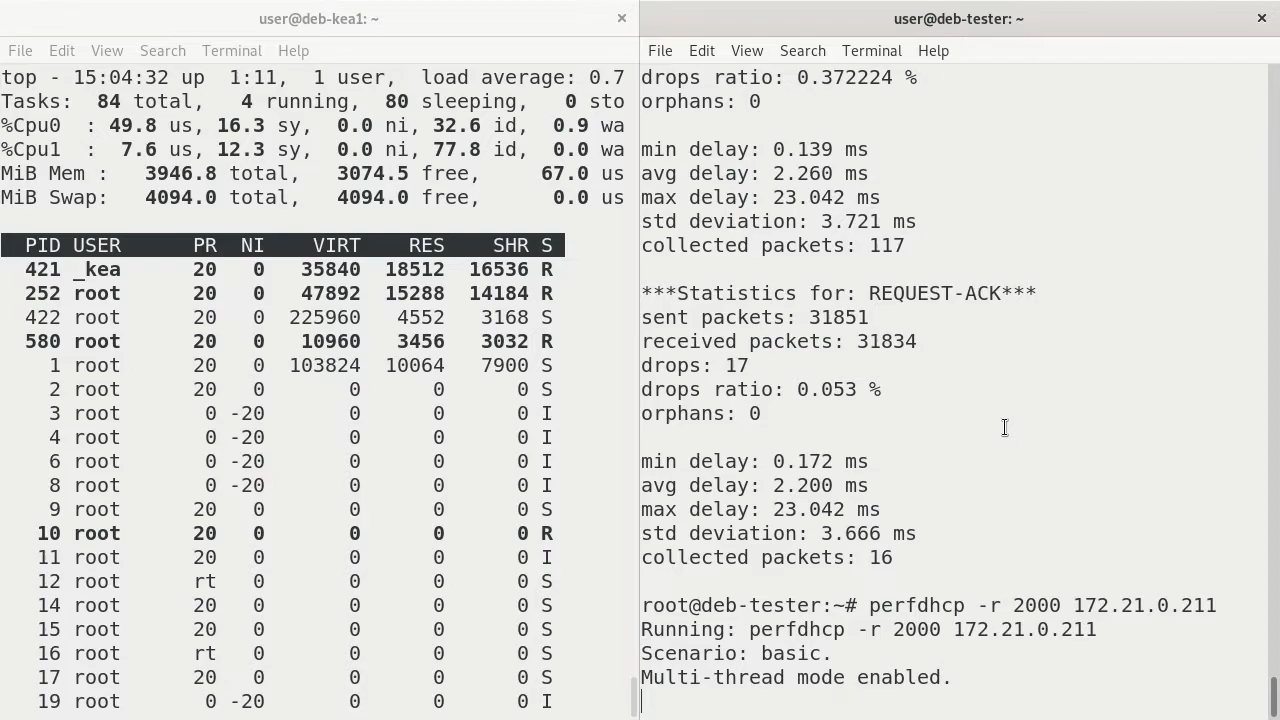 user@deb-kea1: ~
×
File Edit View Search Terminal Help
top - 15:04:32 up  1:11,  1 user,  load average: 0.7
Tasks:  84 total,   4 running,  80 sleeping,   0 sto
%Cpu0  : 49.8 us, 16.3 sy,  0.0 ni, 32.6 id,  0.9 wa
%Cpu1  :  7.6 us, 12.3 sy,  0.0 ni, 77.8 id,  0.0 wa
MiB Mem :   3946.8 total,   3074.5 free,     67.0 us
MiB Swap:   4094.0 total,   4094.0 free,      0.0 us
PID USER      PR  NI    VIRT    RES    SHR S
421 _kea      20   0   35840  18512  16536 R
252 root      20   0   47892  15288  14184 R
422 root      20   0  225960   4552   3168 S
580 root      20   0   10960   3456   3032 R
1 root      20   0  103824  10064   7900 S
2 root      20   0       0      0      0 S
3 root       0 -20       0      0      0 I
4 root       0 -20       0      0      0 I
6 root       0 -20       0      0      0 I
8 root       0 -20       0      0      0 I
9 root      20   0       0      0      0 S
10 root      20   0       0      0      0 R
11 root      20   0       0      0      0 I
12 root      rt   0       0      0      0 S
14 root      20   0       0      0      0 S
15 root      20   0       0      0      0 S
16 root      rt   0       0      0      0 S
17 root      20   0       0      0      0 S
19 root       0 -20       0      0      0 I
user@deb-tester: ~
×
File Edit View Search Terminal Help
drops ratio: 0.372224 %
orphans: 0
min delay: 0.139 ms
avg delay: 2.260 ms
max delay: 23.042 ms
std deviation: 3.721 ms
collected packets: 117
***Statistics for: REQUEST-ACK***
sent packets: 31851
received packets: 31834
drops: 17
drops ratio: 0.053 %
orphans: 0
min delay: 0.172 ms
avg delay: 2.200 ms
max delay: 23.042 ms
std deviation: 3.666 ms
collected packets: 16
root@deb-tester:~# perfdhcp -r 2000 172.21.0.211
Running: perfdhcp -r 2000 172.21.0.211
Scenario: basic.
Multi-thread mode enabled.